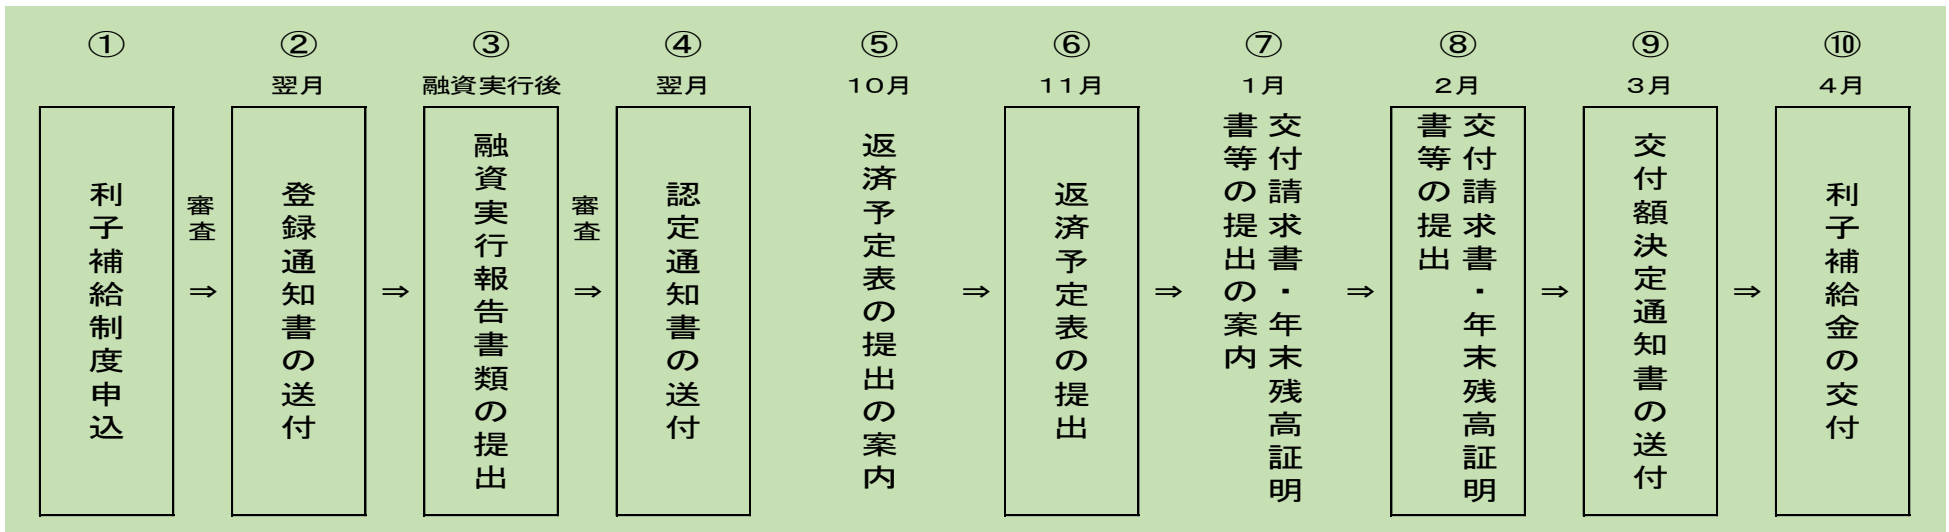 ①
利子補給制度申込
審査
⇒
②
翌月
登録通知書の送付
⇒
③
融資実行後
融資実行報告書類の提出
審査
⇒
④
翌月
認定通知書の送付
⑤
10月
返済予定表の提出の案内
⇒
⑥
11月
返済予定表の提出
⇒
⑦
1月
交付請求書・年末残高証明
書等の提出の案内
⇒
⑧
2月
交付請求書・年末残高証明
書等の提出
⇒
⑨
3月
交付額決定通知書の送付
⇒
⑩
4月
利子補給金の交付